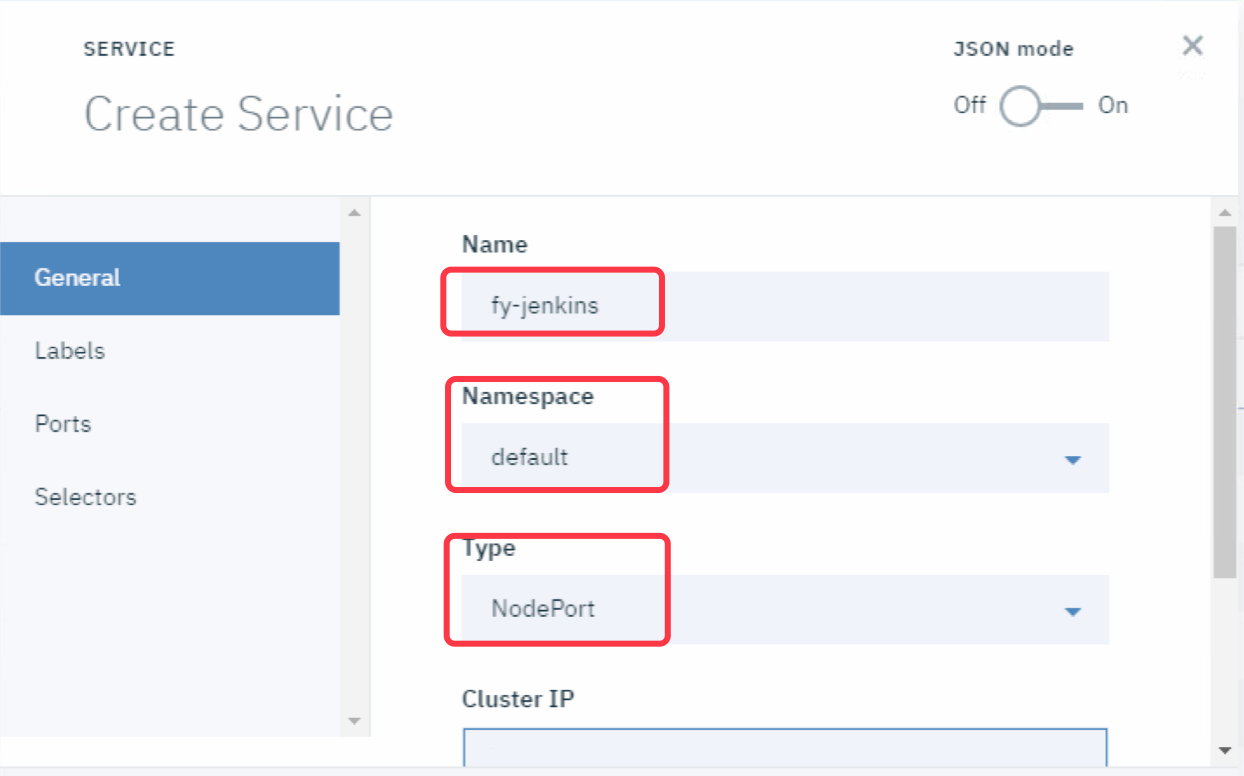 SERVICE
JSON mode
Create Service
Off On
General
Labels
Ports
Selectors
Name
fy-jenkins
Namespace
default
Type
NodePort
Cluster IP